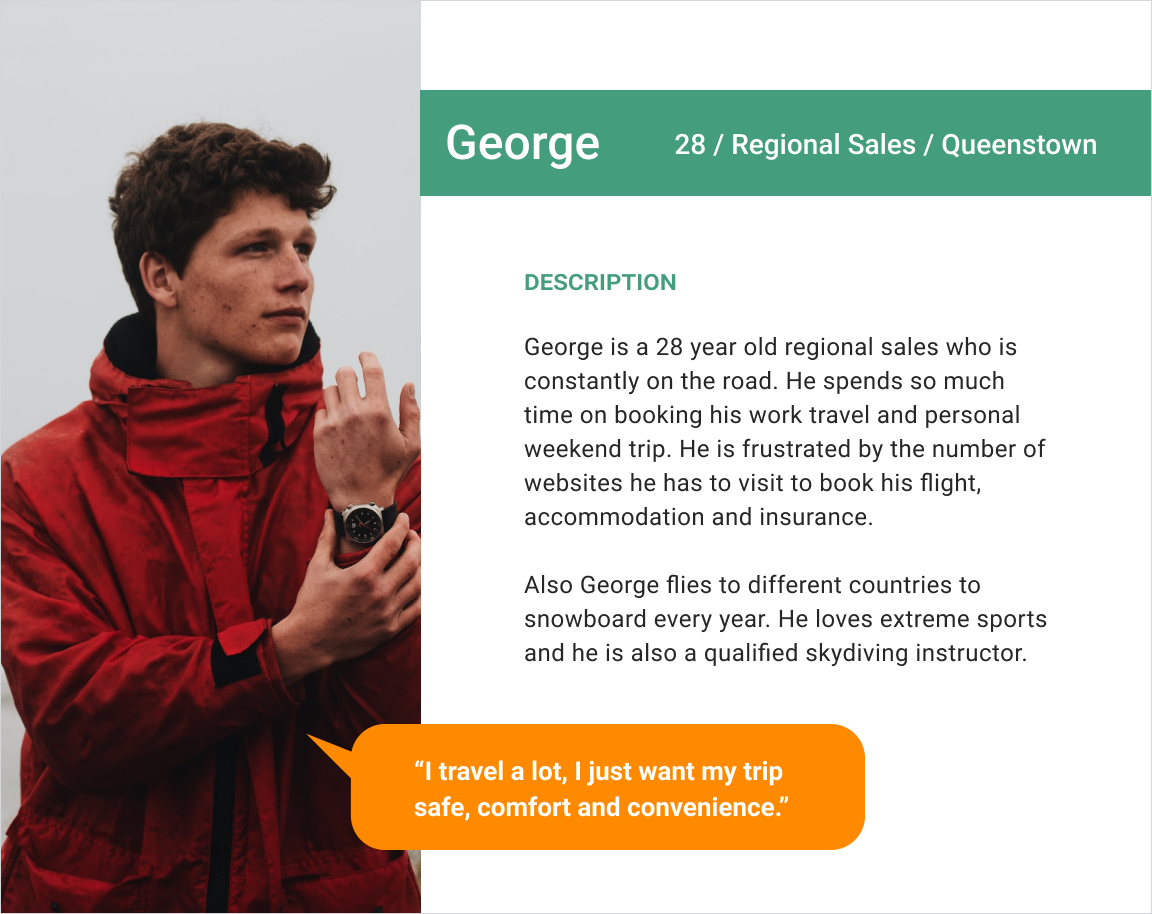 George
28 / Regional Sales / Queenstown
DESCRIPTION
George is a 28 year old regional sales who is
constantly on the road. He spends so much
time on booking his work travel and personal
weekend trip. He is frustrated by the number of
websites he has to visit to book his flight,
accommodation and insurance.
Also George flies to different countries to
snowboard every year. He loves extreme sports
and he is also a qualified skydiving instructor.
“I travel a lot, I just want my trip
safe, comfort and convenience.”